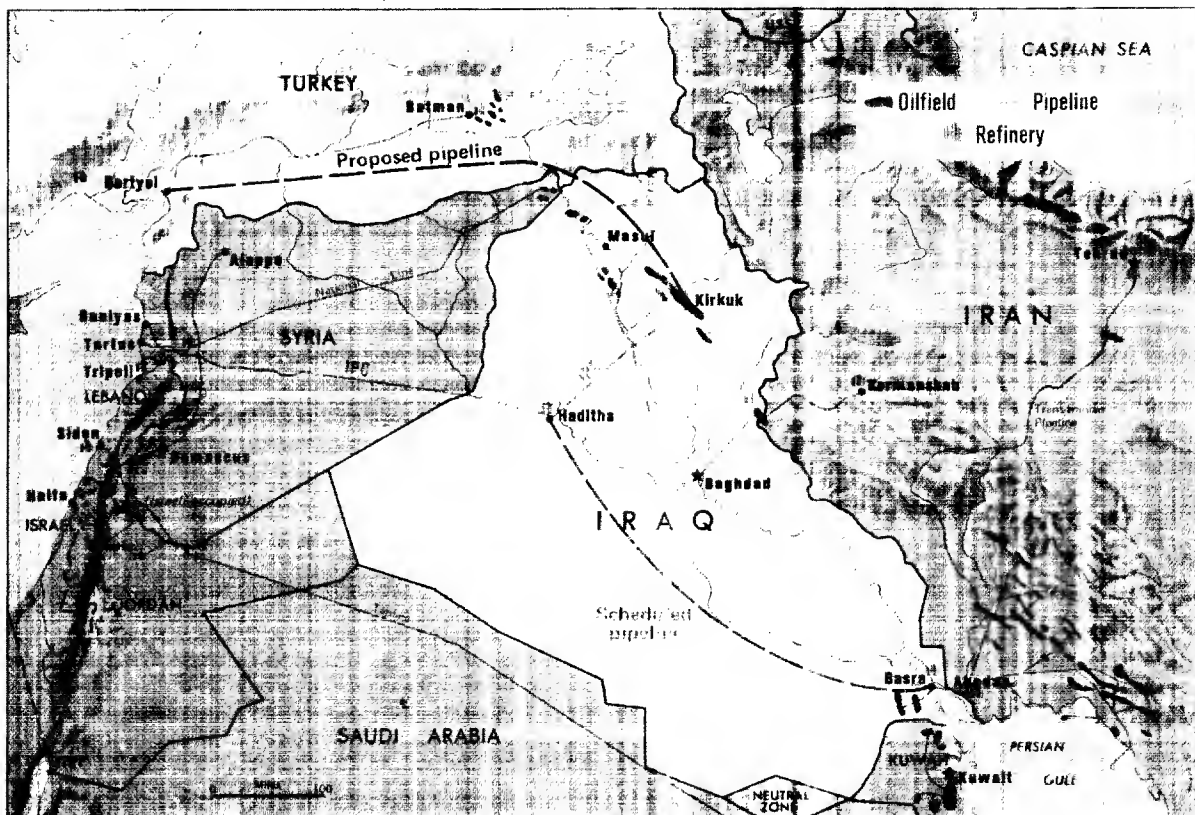 CASPIAN SEA
TURKEY
Oilfield
Pipeline
Batman
Refinery
Proposed pipeline
Mosul
Aleppo
Kirkuk
IRAN
Baniyas
SYRIA
Tartus
Tripoli
IPC
Kermanshah
LEBANON
Haditha
Sidon
Damascus
Baghdad
Haifa
IRAQ
ISRAEL
JORDAN
Scheduled
pipeline
Basra
Abadan
SAUDI ARABIA
PERSIAN
KUWAIT
Kuwait
GULF
100
NEUTRAL
ZONE